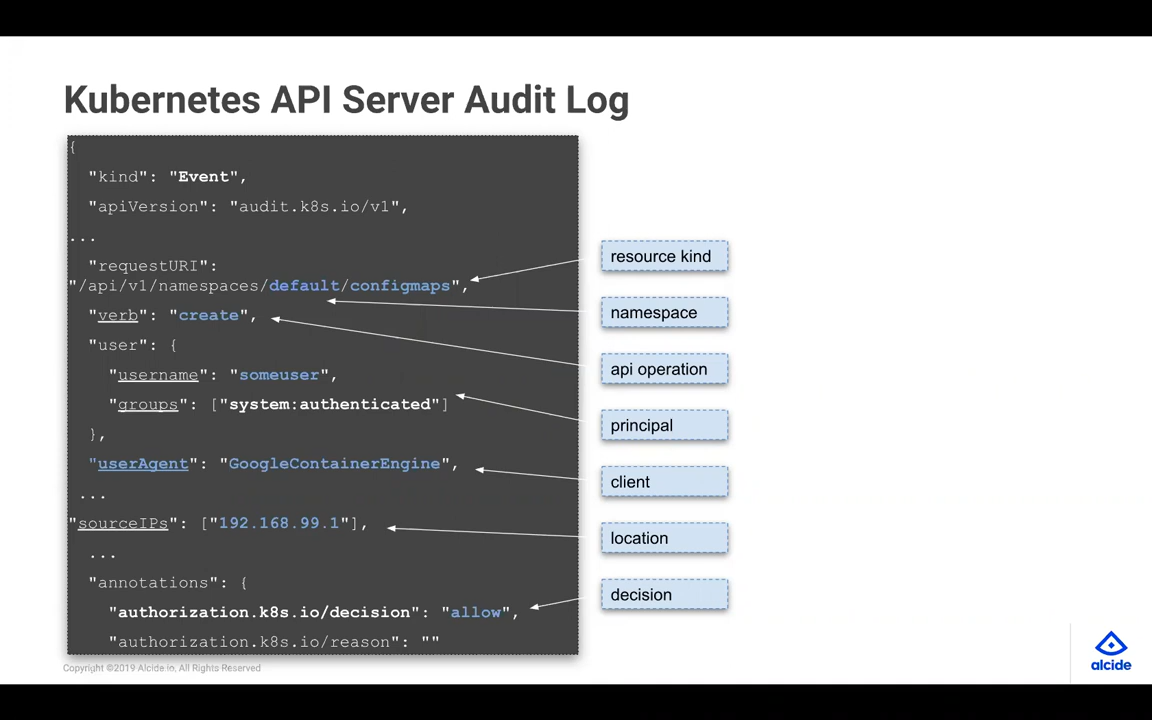 Kubernetes API Server Audit Log
{
"kind": "Event",
"apiVersion": "audit.k8s.io/v1",
...
"requestURI":
"/api/v1/namespaces/default/configmaps",
"verb": "create",
"user": {
"username": "someuser",
"groups": ["system:authenticated"]
},
"userAgent": "GoogleContainerEngine",
...
"sourceIPs": ["192.168.99.1"],
...
"annotations": {
"authorization.k8s.io/decision": "allow",
"authorization.k8s.io/reason": ""
resource kind
namespace
api operation
principal
client
location
decision
Copyright ©2019 Alcide.io, All Rights Reserved
alcide